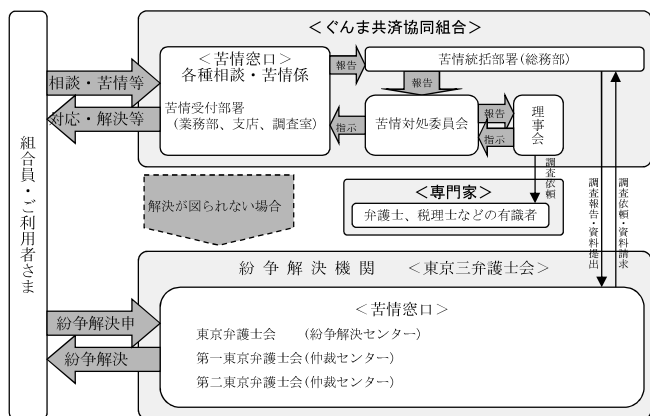 <ぐんま共済協同組合>
<苦情窓口>
各種相談・苦情係
苦情受付部署
(業務部、支店、調査室)
報告
苦情統括部署(総務部)
報告
相談・苦情等
対応・解決等
指示
苦情対処委員会
報告
指示
理事会
組合員・ご利用者さま
解決が図られない場合
調査依頼
<専門家>
弁護士、税理士などの有識者
調査報告・資料提出
調査依頼・資料請求
紛争解決機関 <東京三弁護士会>
<苦情窓口>
紛争解決申
紛争解決
東京弁護士会 (紛争解決センター)
第一東京弁護士会(仲裁センター)
第二東京弁護士会(仲裁センター)